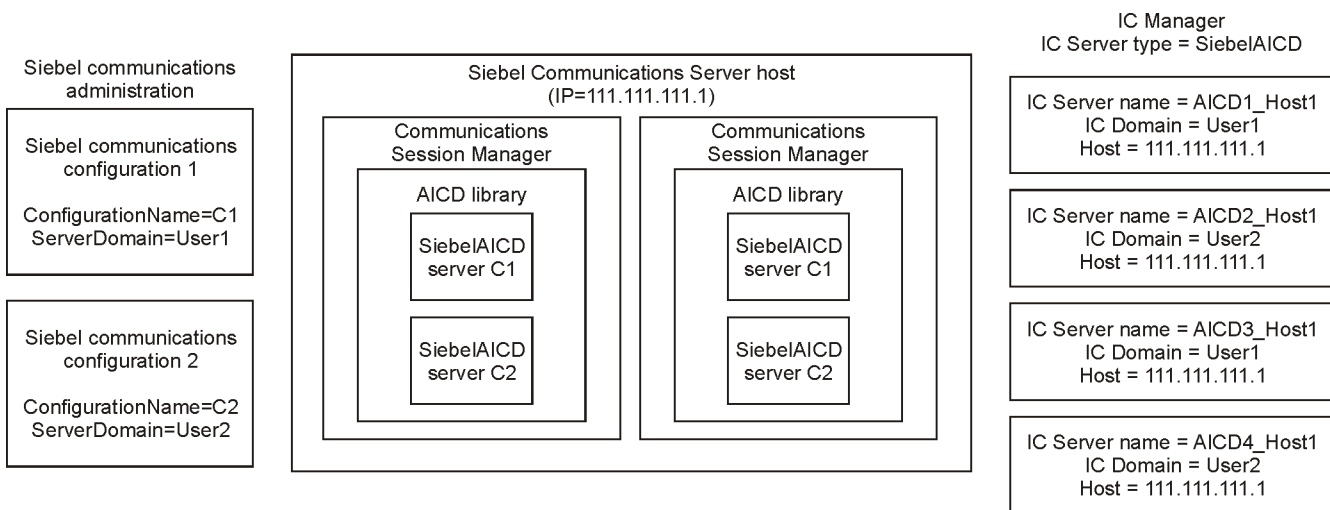 Siebel communications
administration
Siebel communications
configuration 1
ConfigurationName=C1
ServerDomain=User1
Siebel communications
configuration 2
ConfigurationName=C2
ServerDomain=User2
Siebel Communications Server host
(IP=111.111.111.1)
Communications
Session Manager
AICD library
SiebelAICD
server C1
SiebelAICD
server C2
Communications
Session Manager
AICD library
SiebelAICD
server C1
SiebelAICD
server C2
IC Manager
IC Server type = SiebelAICD
IC Server name = AICD1_Host1
IC Domain = User1
Host = 111.111.111.1
IC Server name = AICD2_Host1
IC Domain = User2
Host = 111.111.111.1
IC Server name = AICD3_Host1
IC Domain = User1
Host = 111.111.111.1
IC Server name = AICD4_Host1
IC Domain = User2
Host = 111.111.111.1